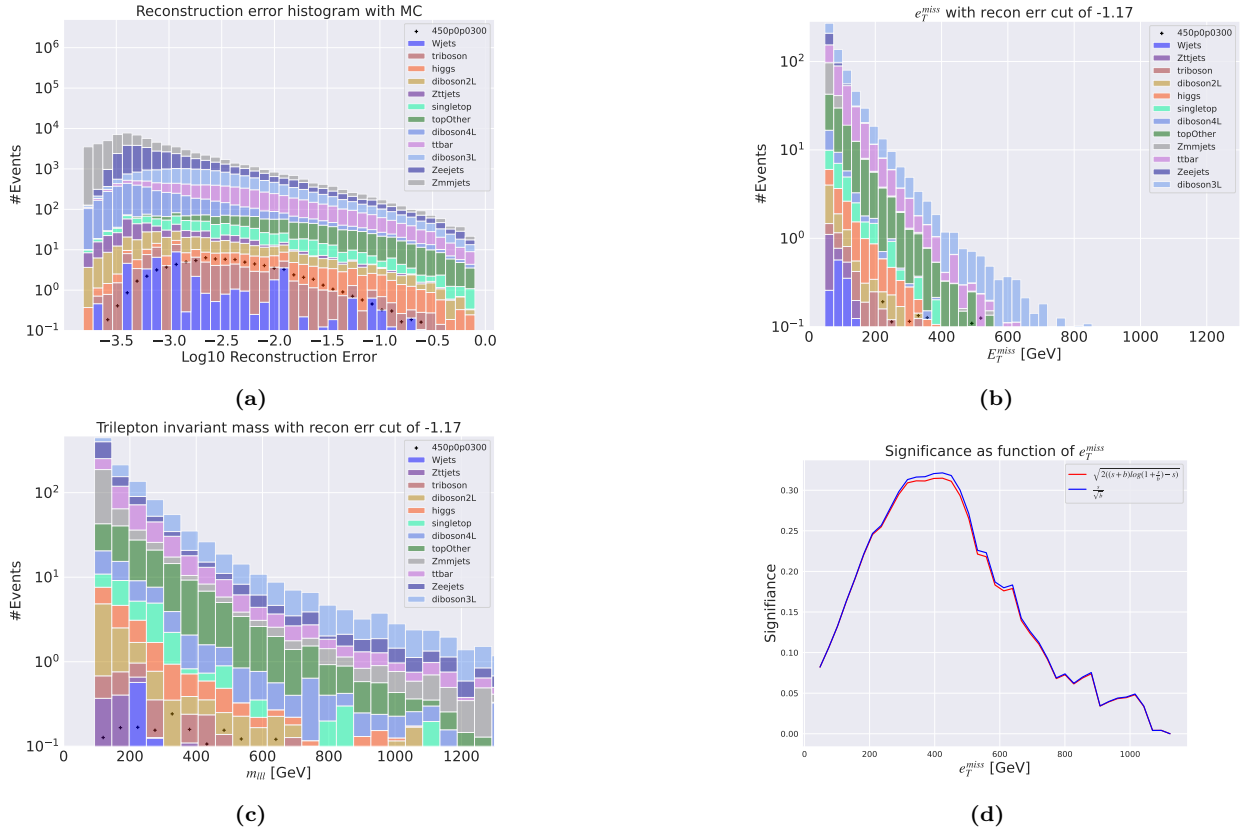 Reconstruction error histogram with MC
450p0p0300
Wjets
triboson
higgs
diboson2L
Zttjets
singletop
topOther
diboson4L
ttbar
diboson3L
Zeejets
Zmmjets
#Events
10⁶
10⁵
10⁴
10³
10²
10¹
10⁰
10⁻¹
−3.5 −3.0 −2.5 −2.0 −1.5 −1.0 −0.5 0.0
Log10 Reconstruction Error
(a)
e_T^{miss} with recon err cut of -1.17
450p0p0300
Wjets
Zttjets
triboson
diboson2L
higgs
singletop
diboson4L
topOther
Zmmjets
ttbar
Zeejets
diboson3L
#Events
10²
10¹
10⁰
10⁻¹
0 200 400 600 800 1000 1200
E_T^{miss} [GeV]
(b)
Trilepton invariant mass with recon err cut of -1.17
450p0p0300
Wjets
Zttjets
triboson
diboson2L
higgs
singletop
diboson4L
topOther
Zmmjets
ttbar
Zeejets
diboson3L
#Events
10²
10¹
10⁰
10⁻¹
0 200 400 600 800 1000 1200
m_{lll} [GeV]
(c)
Significance as function of e_T^{miss}
√2((s+b)log(1+s/b)−s)
s/√b
Signifiance
0.30
0.25
0.20
0.15
0.10
0.05
0.00
0 200 400 600 800 1000
e_T^{miss} [GeV]
(d)